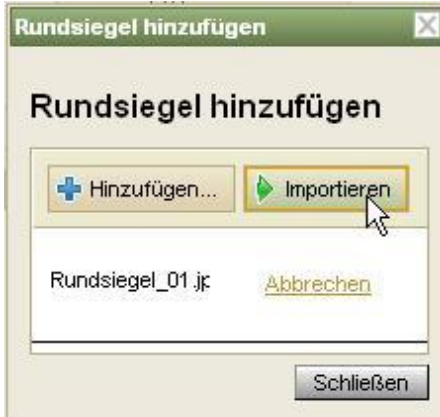 Rundsiegel hinzufügen
Rundsiegel hinzufügen
Hinzufügen... Importieren
Rundsiegel_01.jp Abbrechen
Schließen